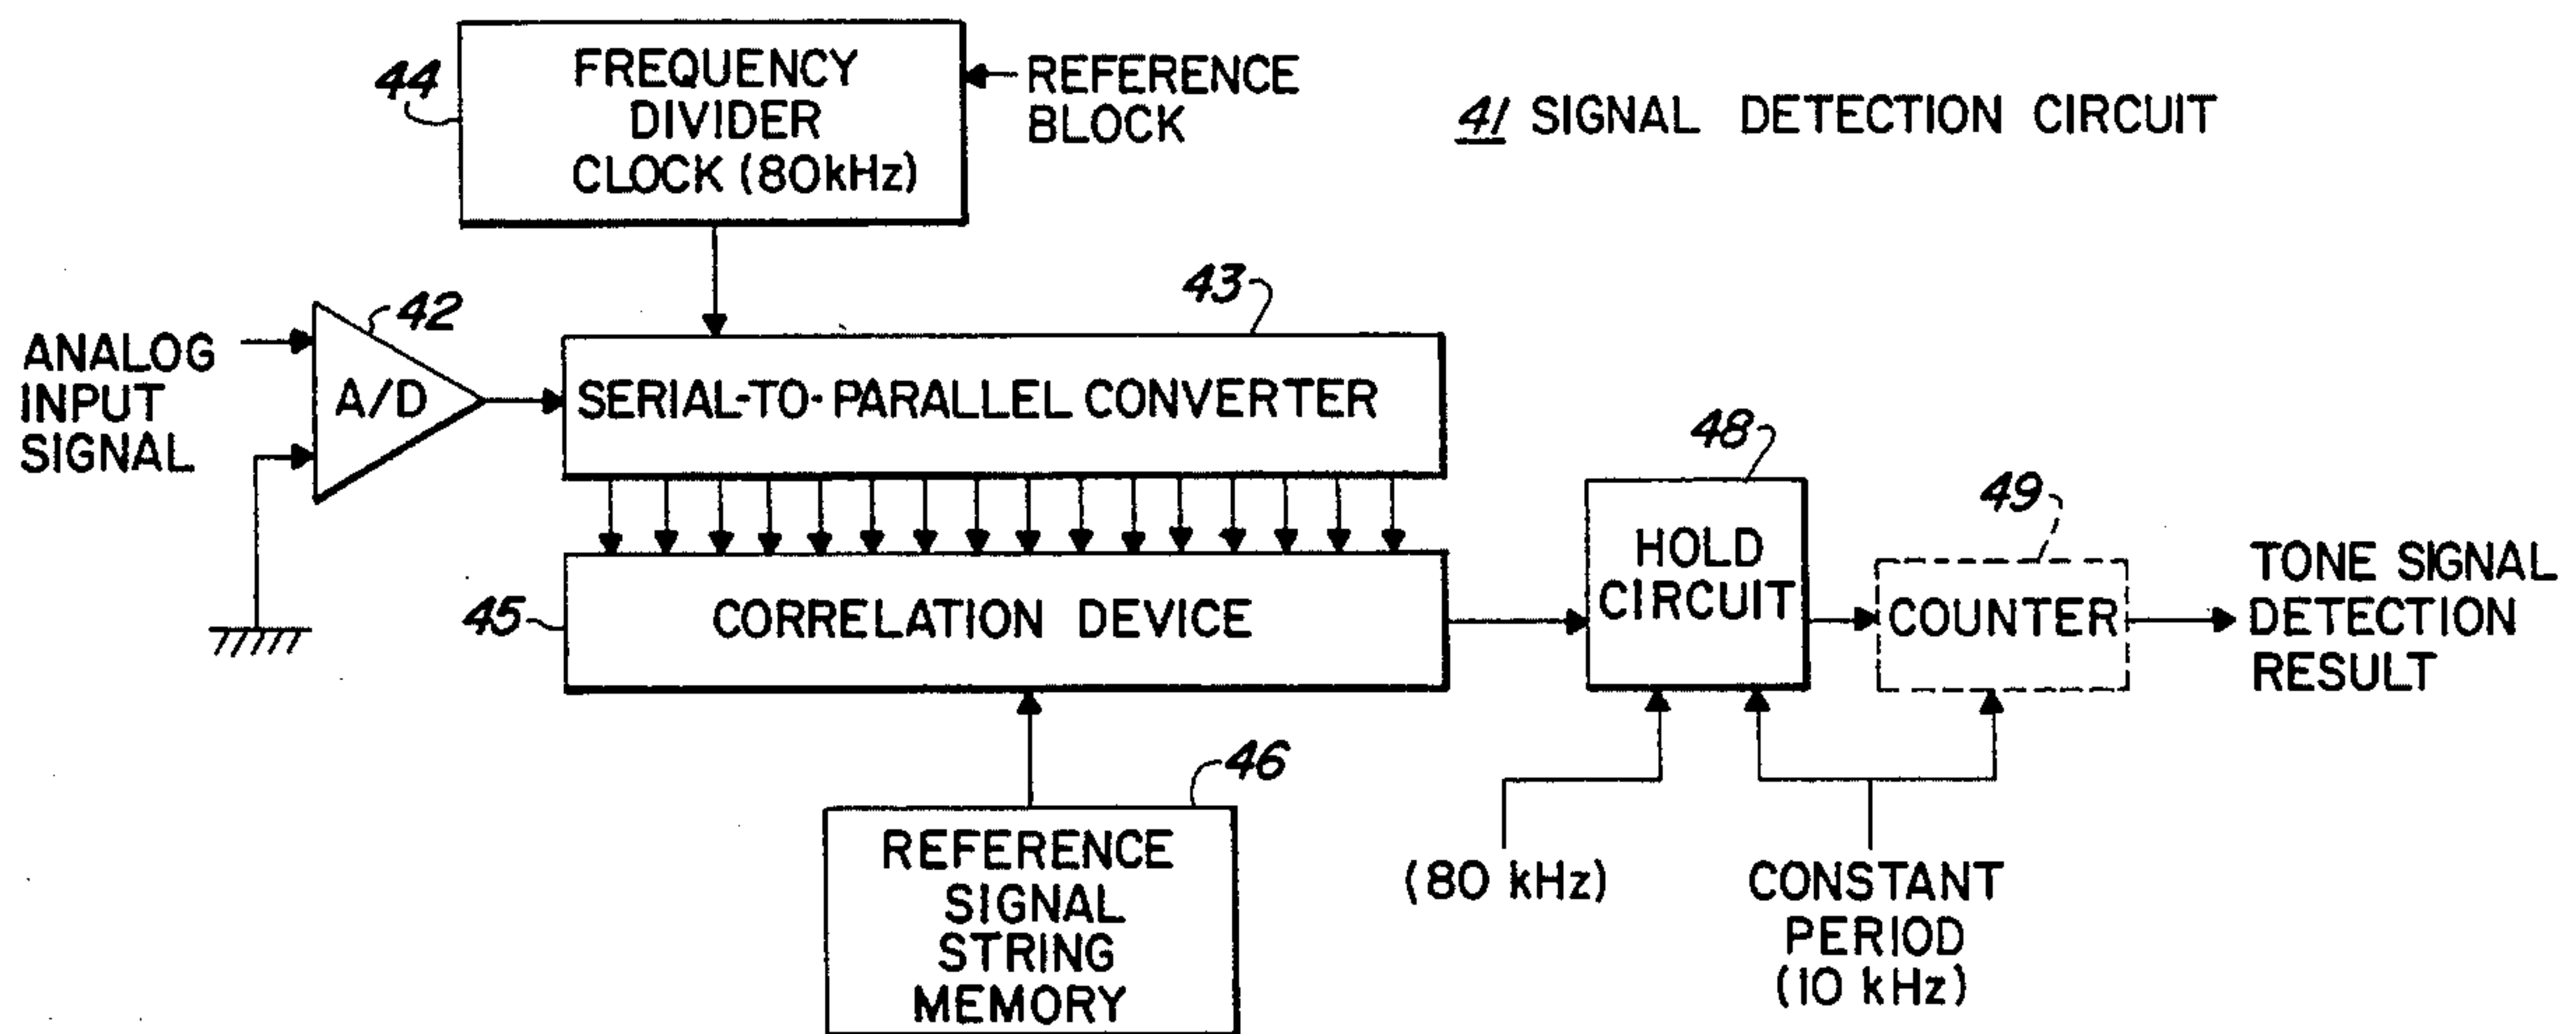 44
FREQUENCY
DIVIDER
CLOCK (80kHz)
REFERENCE
BLOCK
41 SIGNAL DETECTION CIRCUIT
ANALOG
INPUT
SIGNAL
42
A/D
43
SERIAL-TO-PARALLEL CONVERTER
45
CORRELATION DEVICE
46
REFERENCE
SIGNAL
STRING
MEMORY
48
HOLD
CIRCUIT
49
COUNTER
TONE SIGNAL
DETECTION
RESULT
(80 kHz)
CONSTANT
PERIOD
(10 kHz)